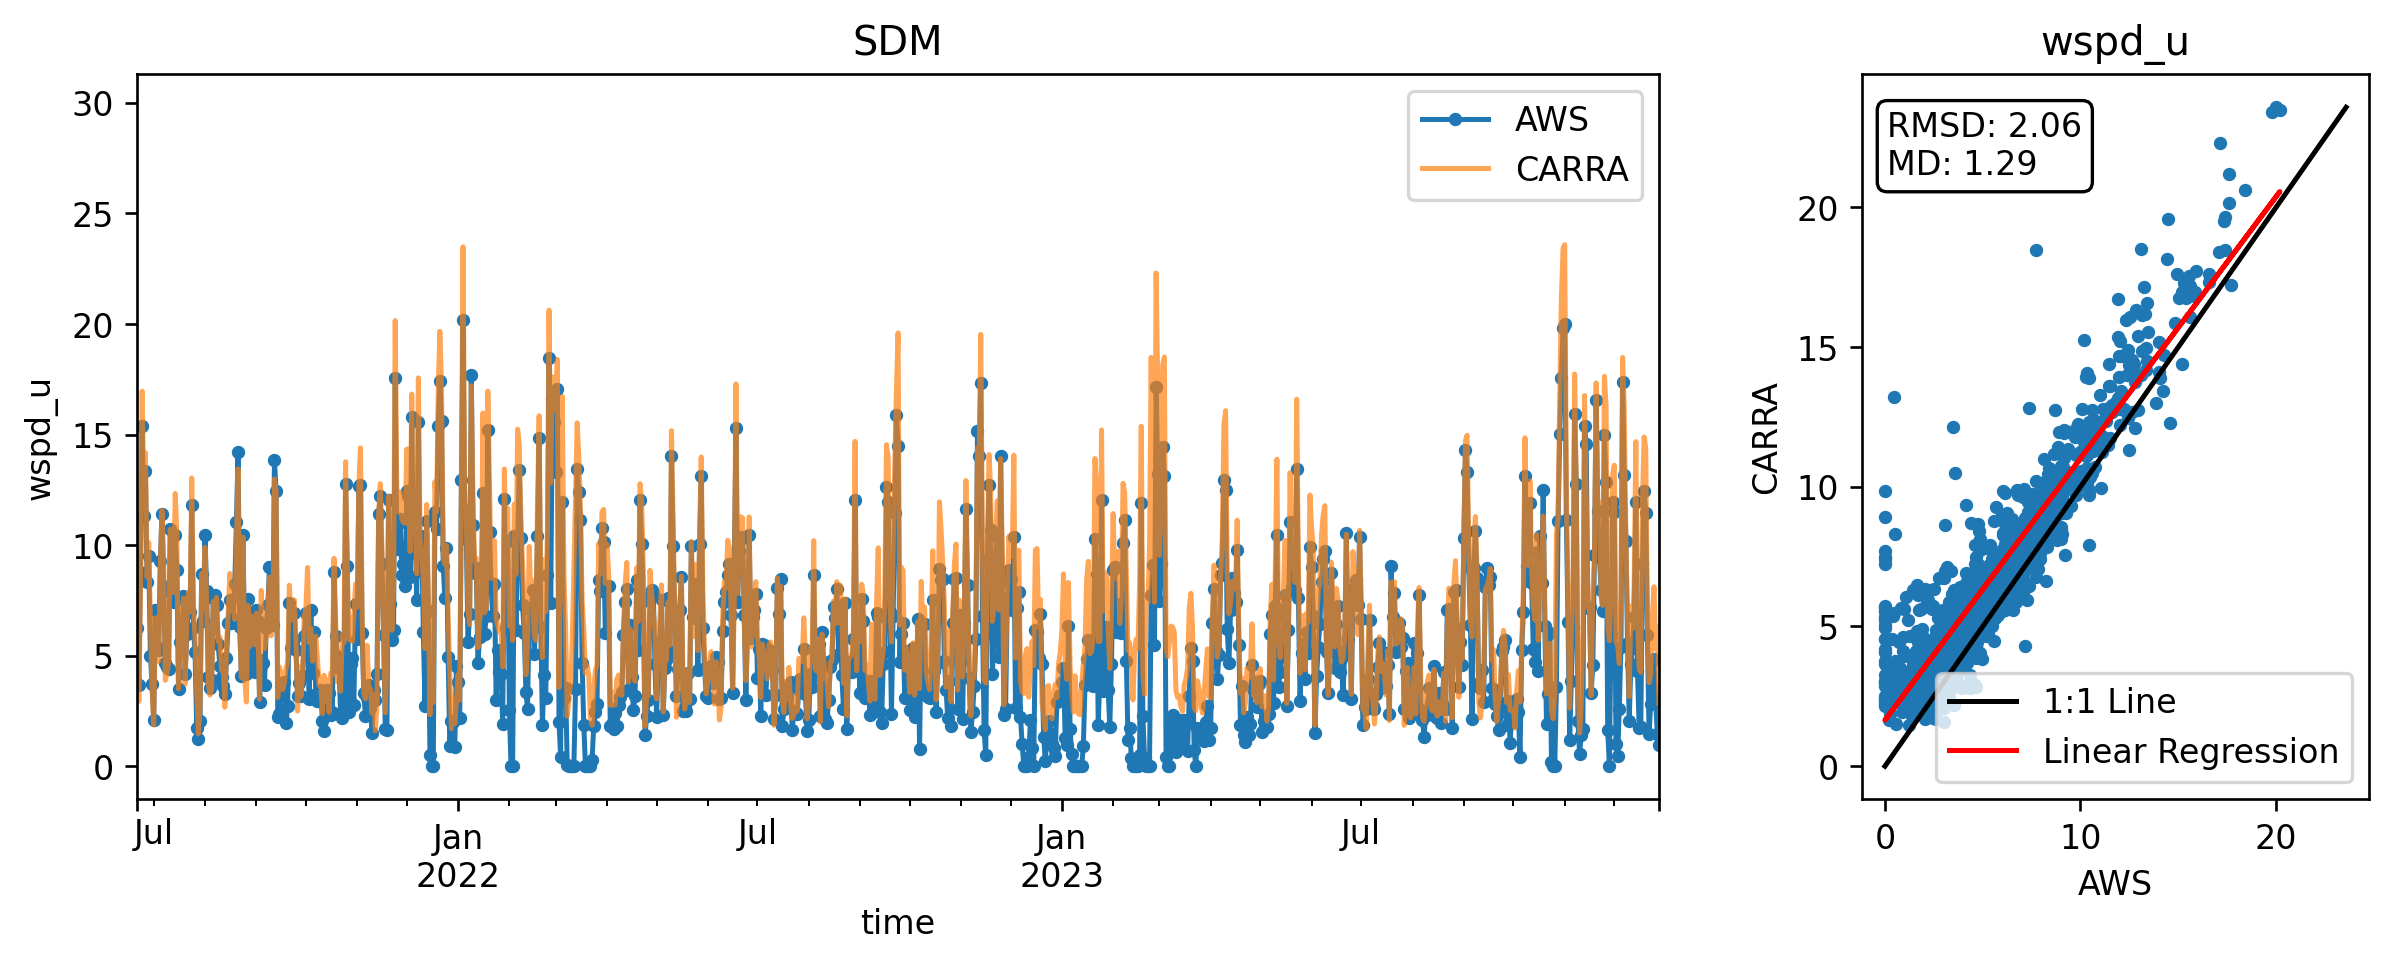 SDM
wspd_u
30
25
20
15
10
5
0
AWS
CARRA
Jul
Jan
2022
Jul
Jan
2023
Jul
time
wspd_u
CARRA
20
15
10
5
0
RMSD: 2.06
MD: 1.29
1:1 Line
Linear Regression
0
10
20
AWS